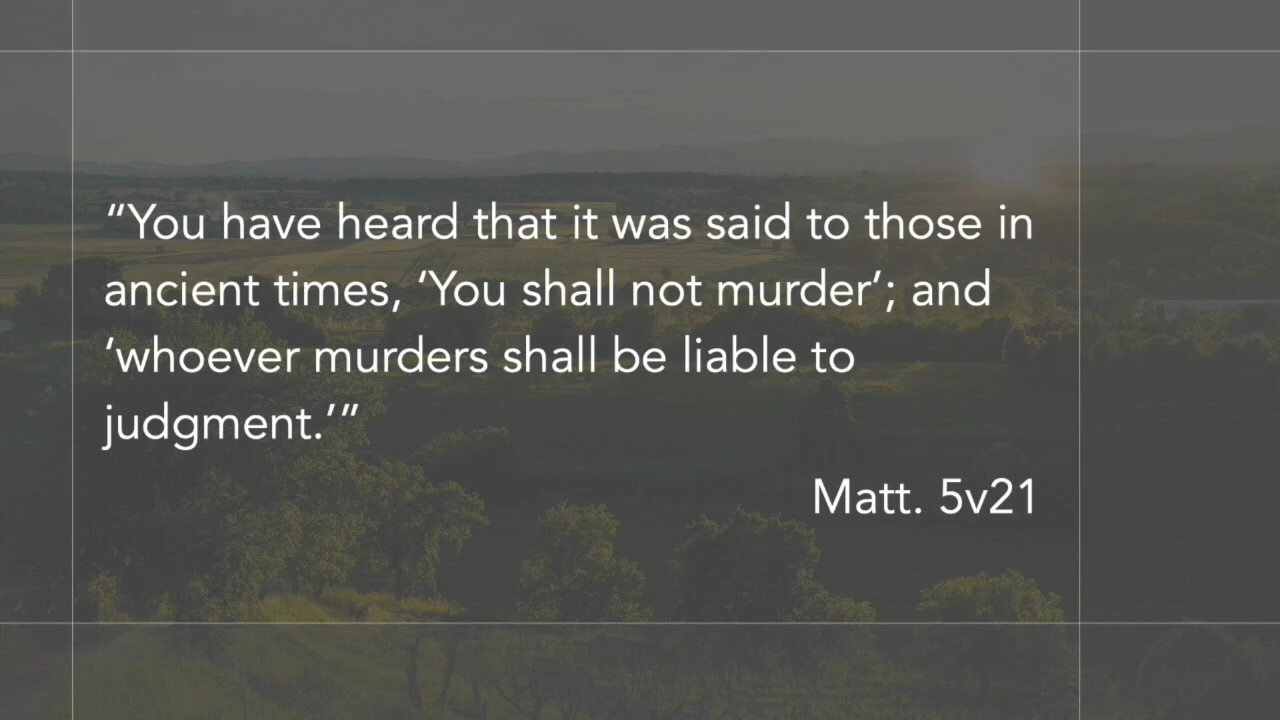 “You have heard that it was said to those in
ancient times, ‘You shall not murder’; and
‘whoever murders shall be liable to
judgment.’”
Matt. 5v21